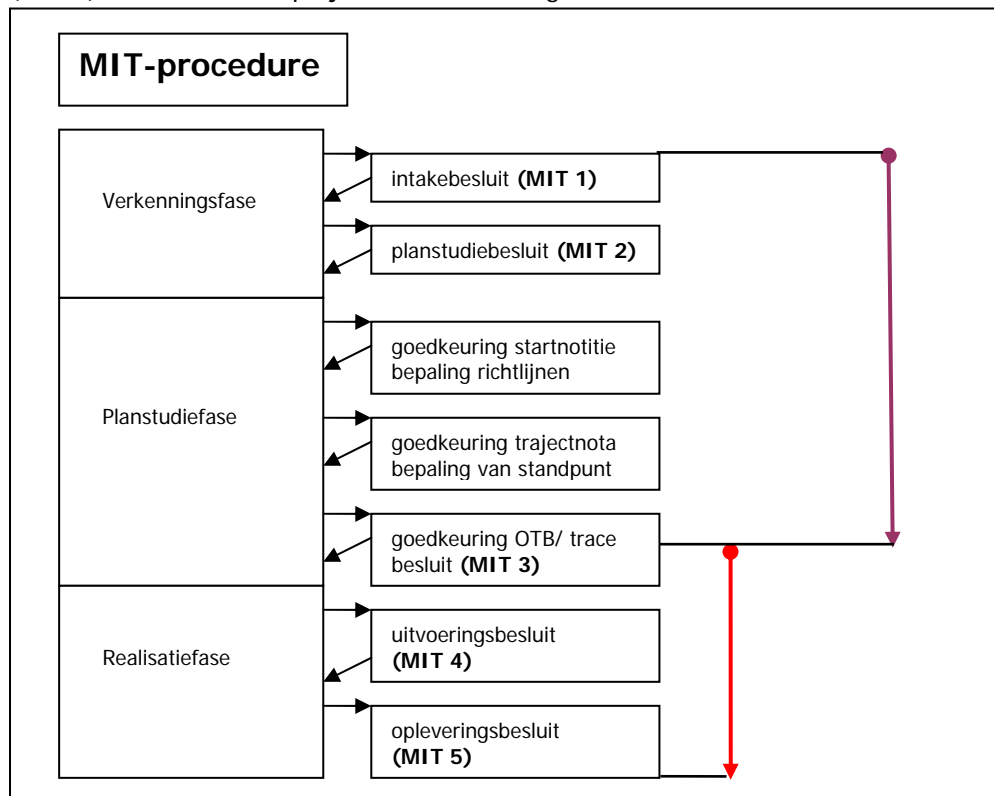 MIT-procedure
Verkenningsfase
intakebesluit (MIT 1)
planstudiebesluit (MIT 2)
Planstudiefase
goedkeuring startnotitie
bepaling richtlijnen
goedkeuring trajectnota
bepaling van standpunt
goedkeuring OTB/ trace
besluit (MIT 3)
Realisatiefase
uitvoeringsbesluit
(MIT 4)
opleveringsbesluit
(MIT 5)